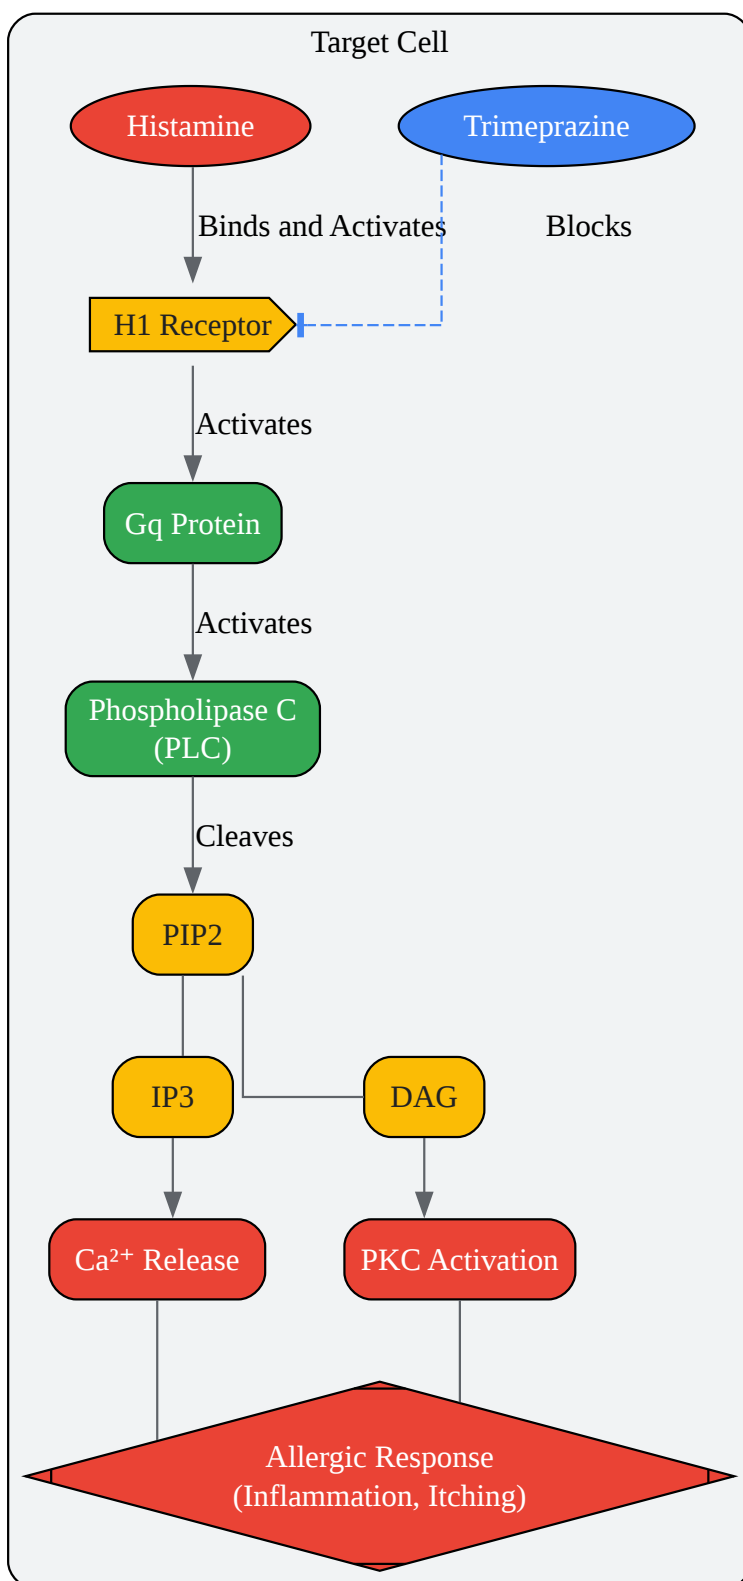 Target Cell
Histamine
Trimeprazine
Binds and Activates
Blocks
H1 Receptor
Activates
Gq Protein
Activates
Phospholipase C
(PLC)
Cleaves
PIP2
IP3
DAG
Ca²⁺ Release
PKC Activation
Allergic Response
(Inflammation, Itching)